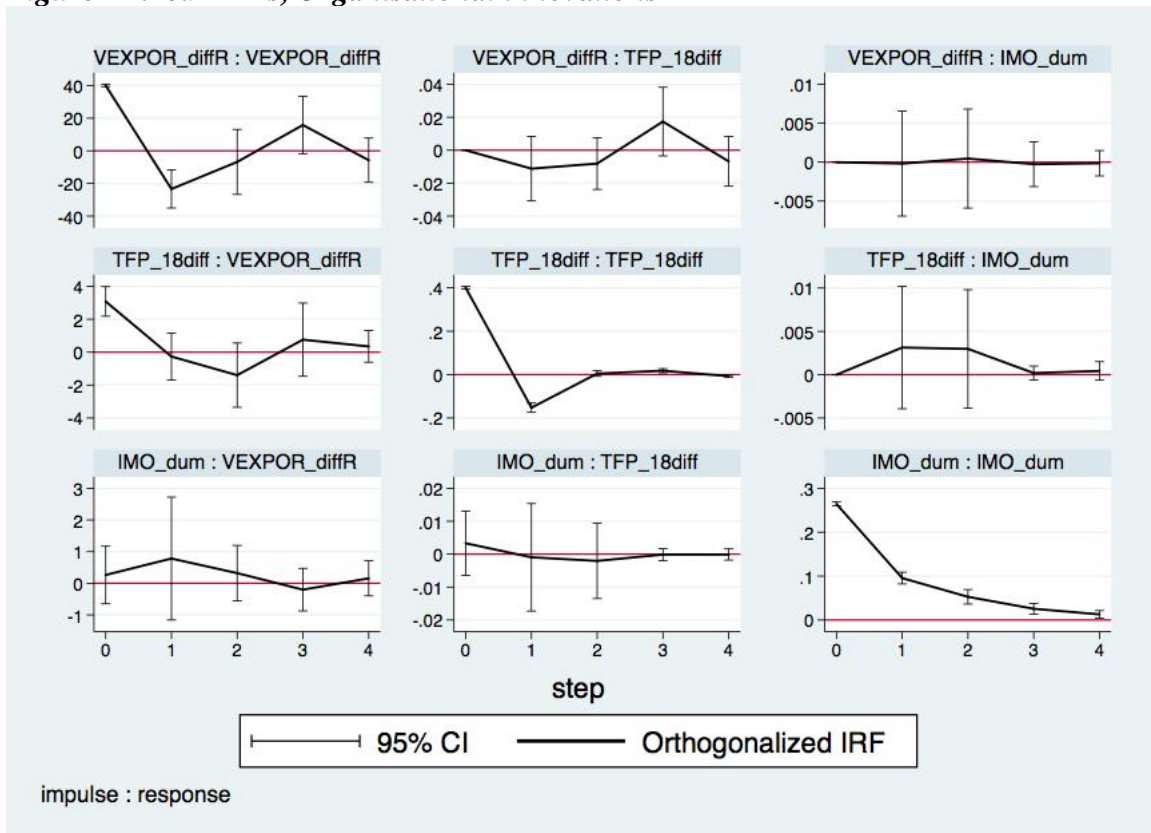 VEXPOR_diffR : VEXPOR_diffR VEXPOR_diffR : TFP_18diff VEXPOR_diffR : IMO_dum
40 .04 .01
20 .02 .005
0 0 0
-20 -.02 -.005
-40 -.04
TFP_18diff : VEXPOR_diffR TFP_18diff : TFP_18diff TFP_18diff : IMO_dum
4 .4 .01
2 .2 .005
0 0 0
-2 -.2 -.005
-4
IMO_dum : VEXPOR_diffR IMO_dum : TFP_18diff IMO_dum : IMO_dum
3 .02 .3
2 .01 .2
1 0 .1
0 -.01 0
-1 -.02
0 1 2 3 4 0 1 2 3 4 0 1 2 3 4
step
95% CI Orthogonalized IRF
impulse : response